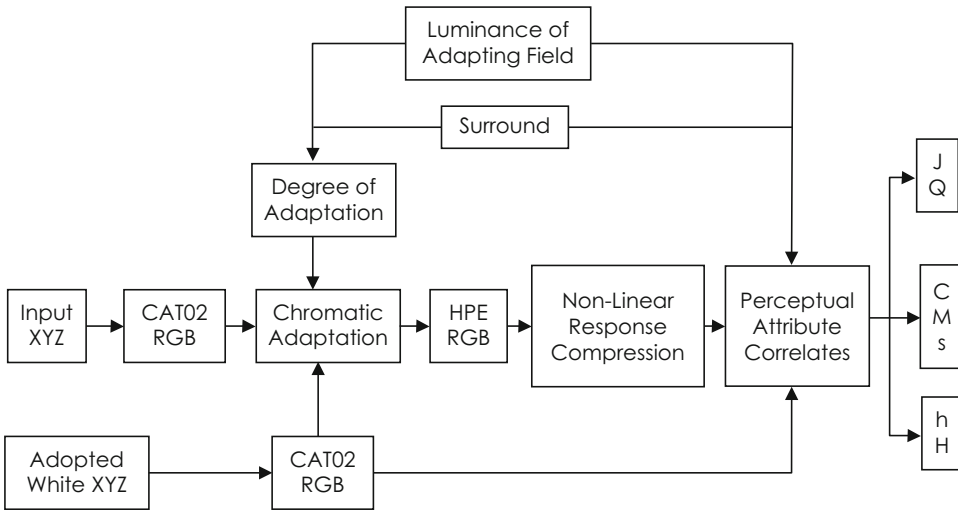 Luminance of
Adapting Field
Surround
Degree of
Adaptation
Input
XYZ
CAT02
RGB
Chromatic
Adaptation
HPE
RGB
Non-Linear
Response
Compression
Perceptual
Attribute
Correlates
J
Q
C
M
s
h
H
Adopted
White XYZ
CAT02
RGB